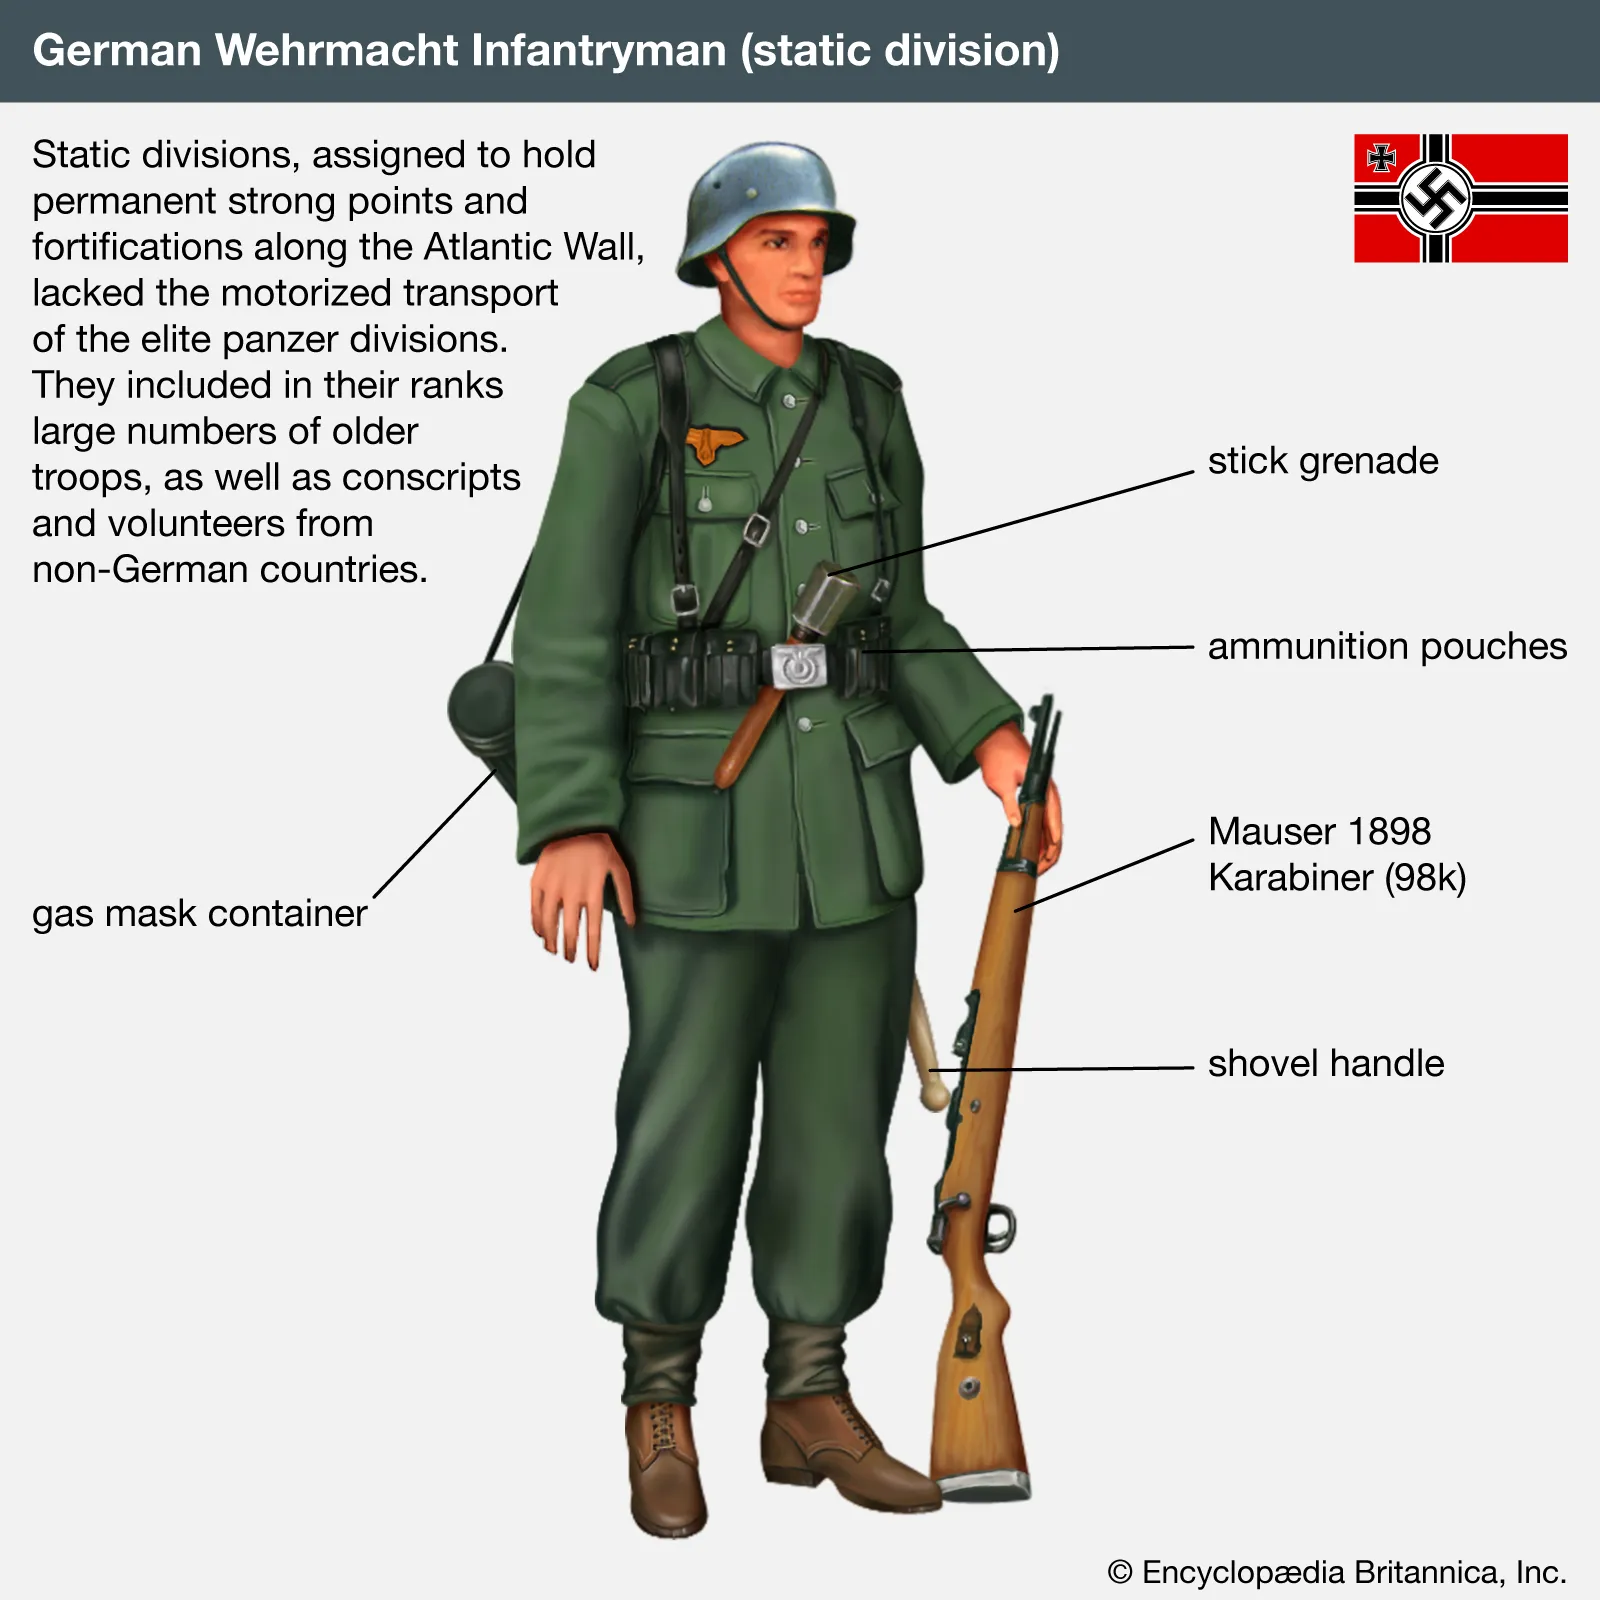 German Wehrmacht Infantryman (static division)
Static divisions, assigned to hold
permanent strong points and
fortifications along the Atlantic Wall,
lacked the motorized transport
of the elite panzer divisions.
They included in their ranks
large numbers of older
troops, as well as conscripts
and volunteers from
non-German countries.
stick grenade
ammunition pouches
Mauser 1898
Karabiner (98k)
gas mask container
shovel handle
© Encyclopædia Britannica, Inc.